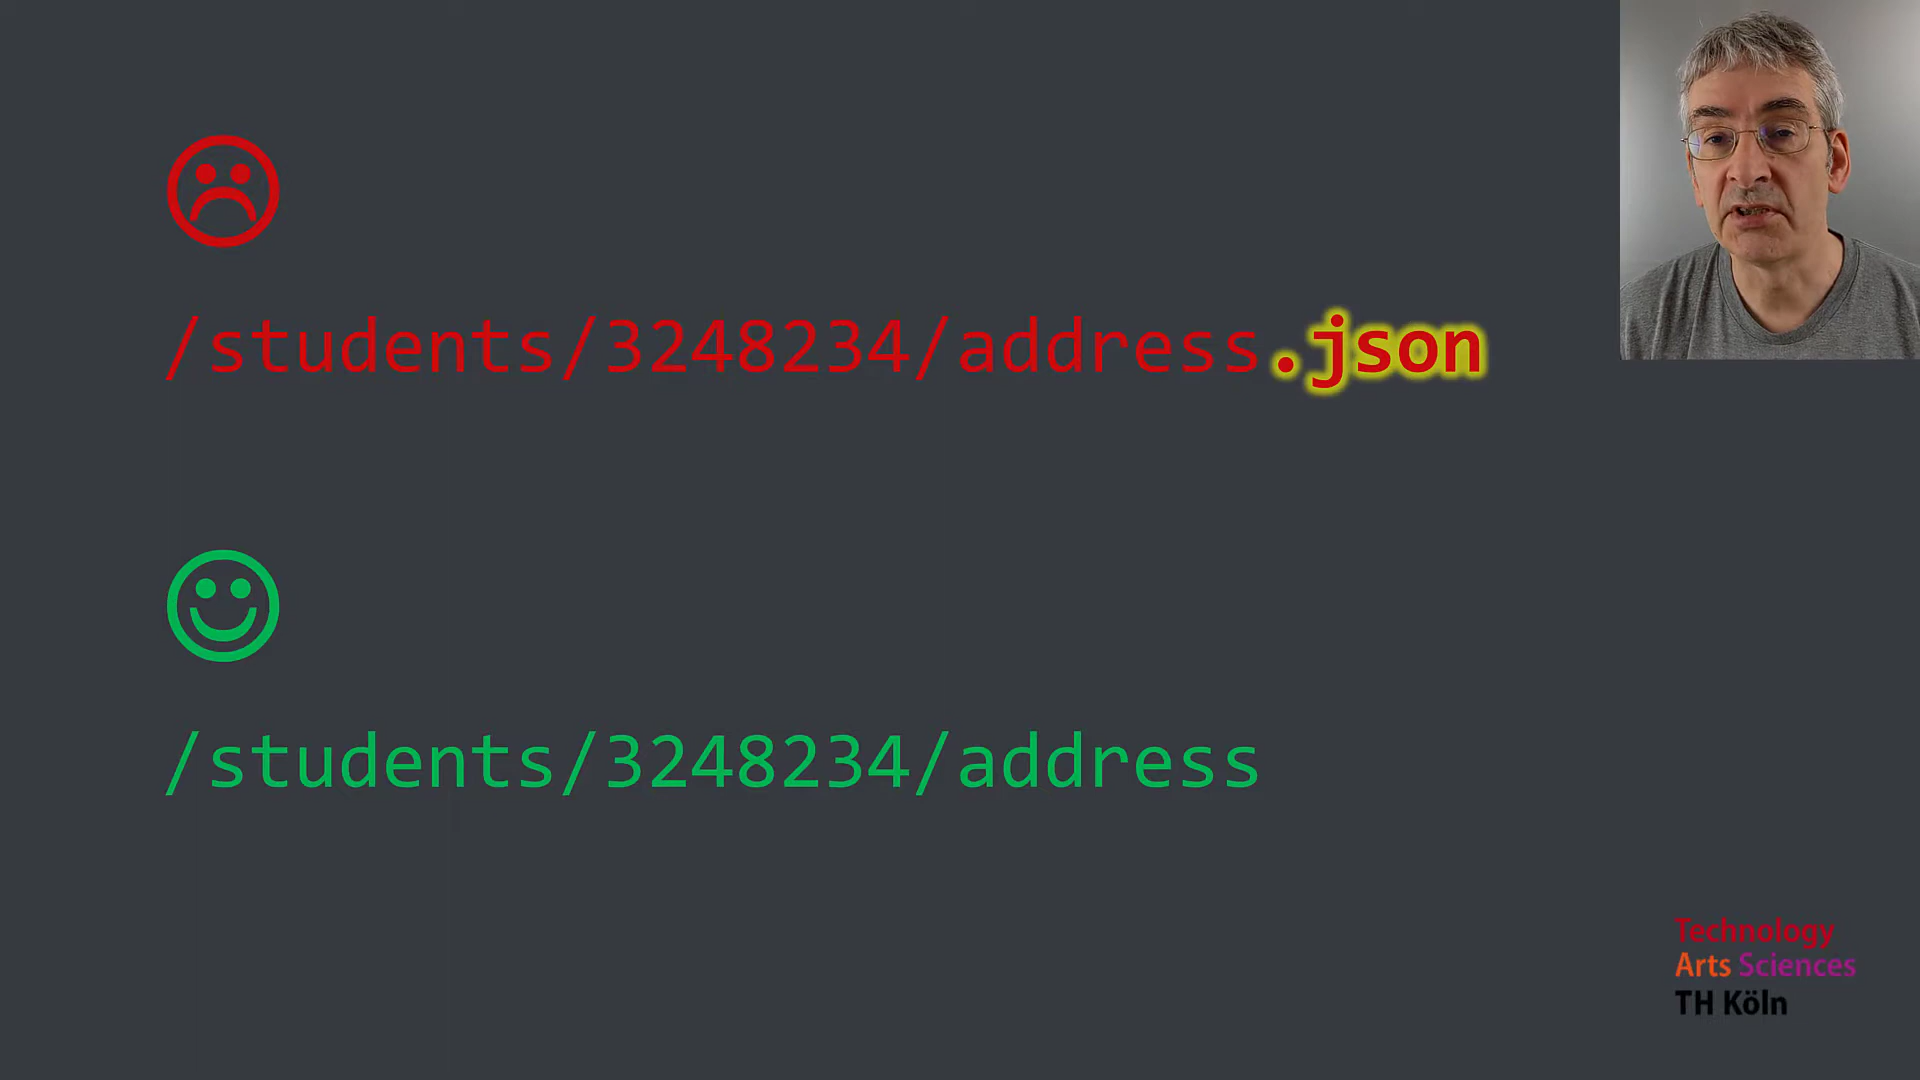 /students/3248234/address.json
/students/3248234/address
Technology
Arts Sciences
TH Köln